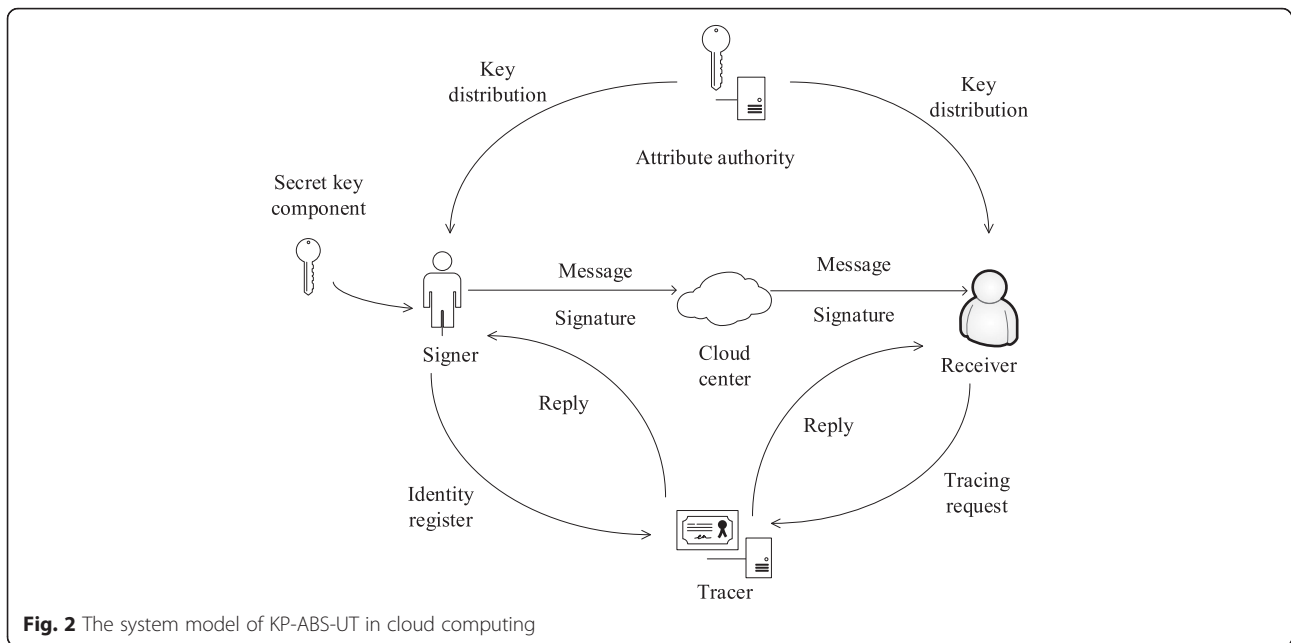 Key
distribution
Key
distribution
Attribute authority
Secret key
component
Message
Message
Signature
Signature
Signer
Cloud
center
Receiver
Reply
Reply
Identity
register
Tracing
request
Tracer
Fig. 2 The system model of KP-ABS-UT in cloud computing